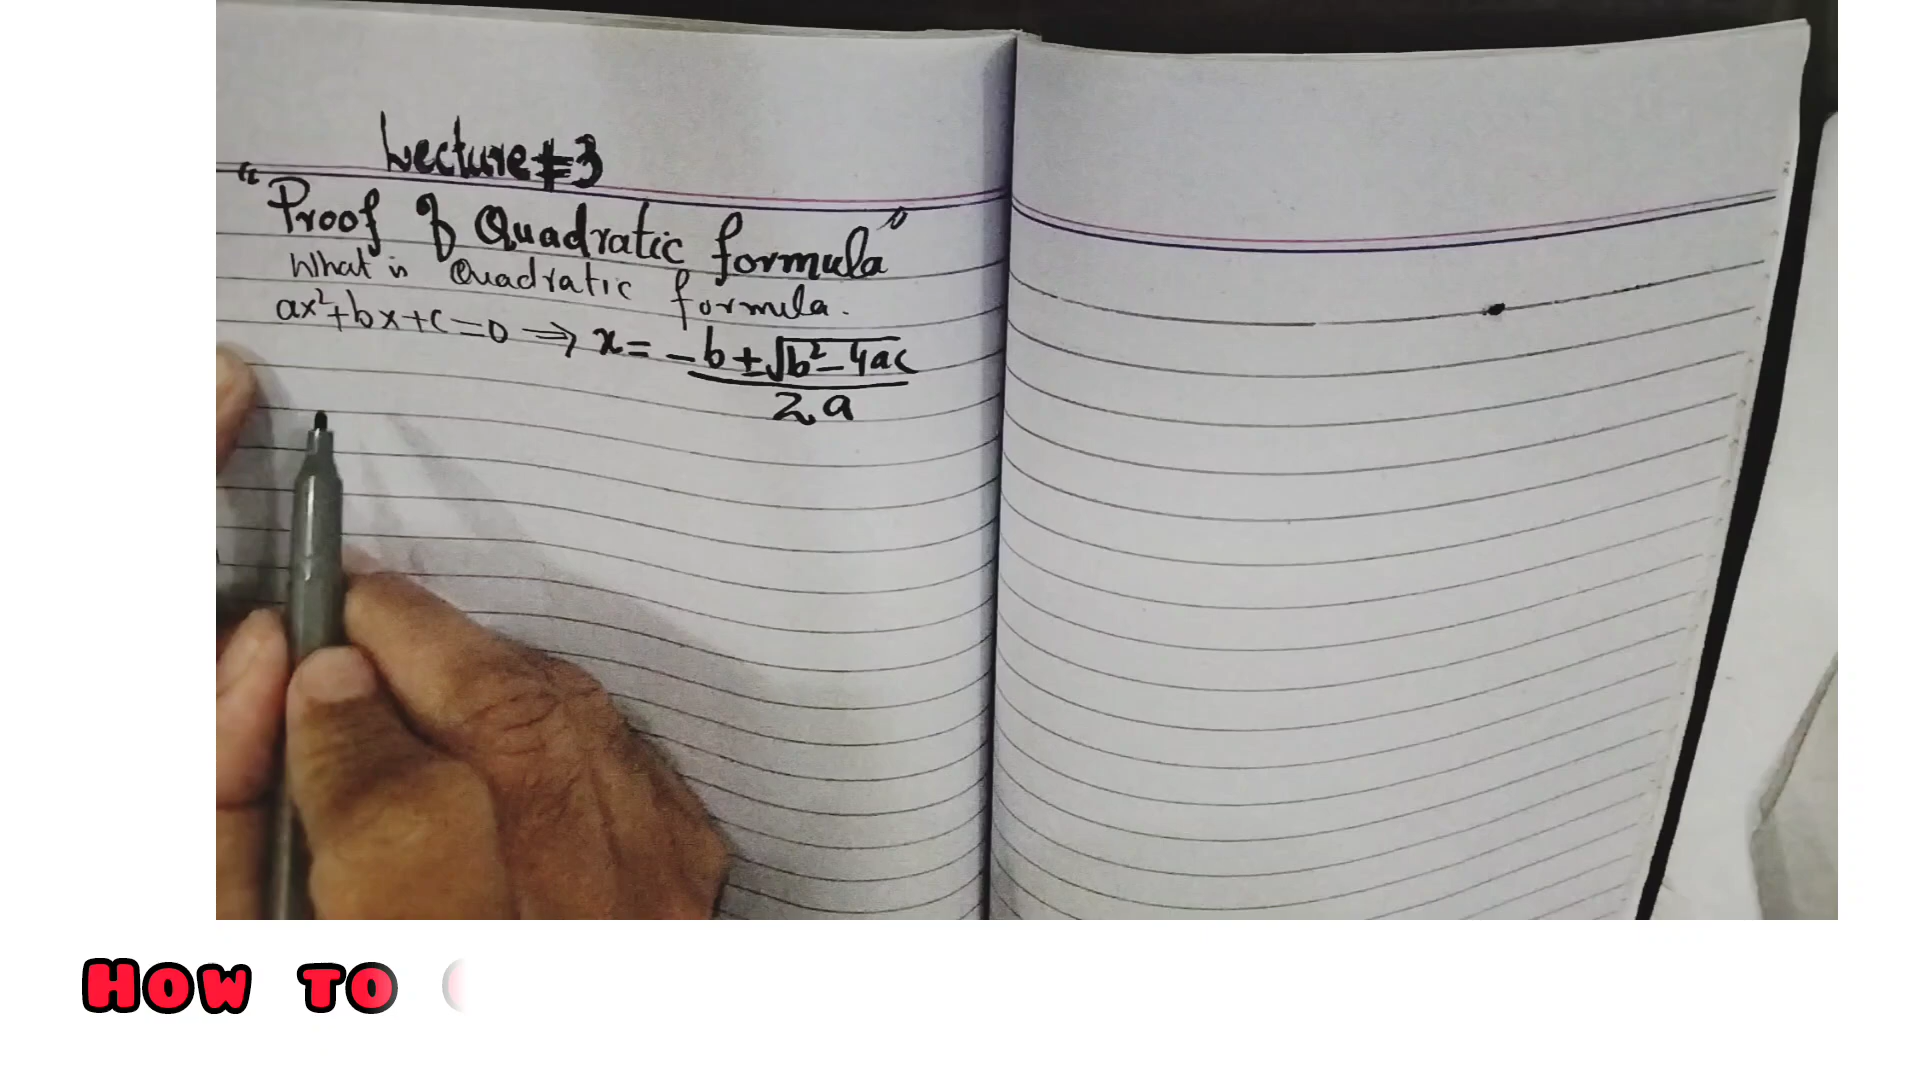 Lecture#3
"Proof of Quadratic formula"
What is Quadratic formula.
ax²+bx+c=0 ⇒ x= -b±√b²-4ac / 2a
How to